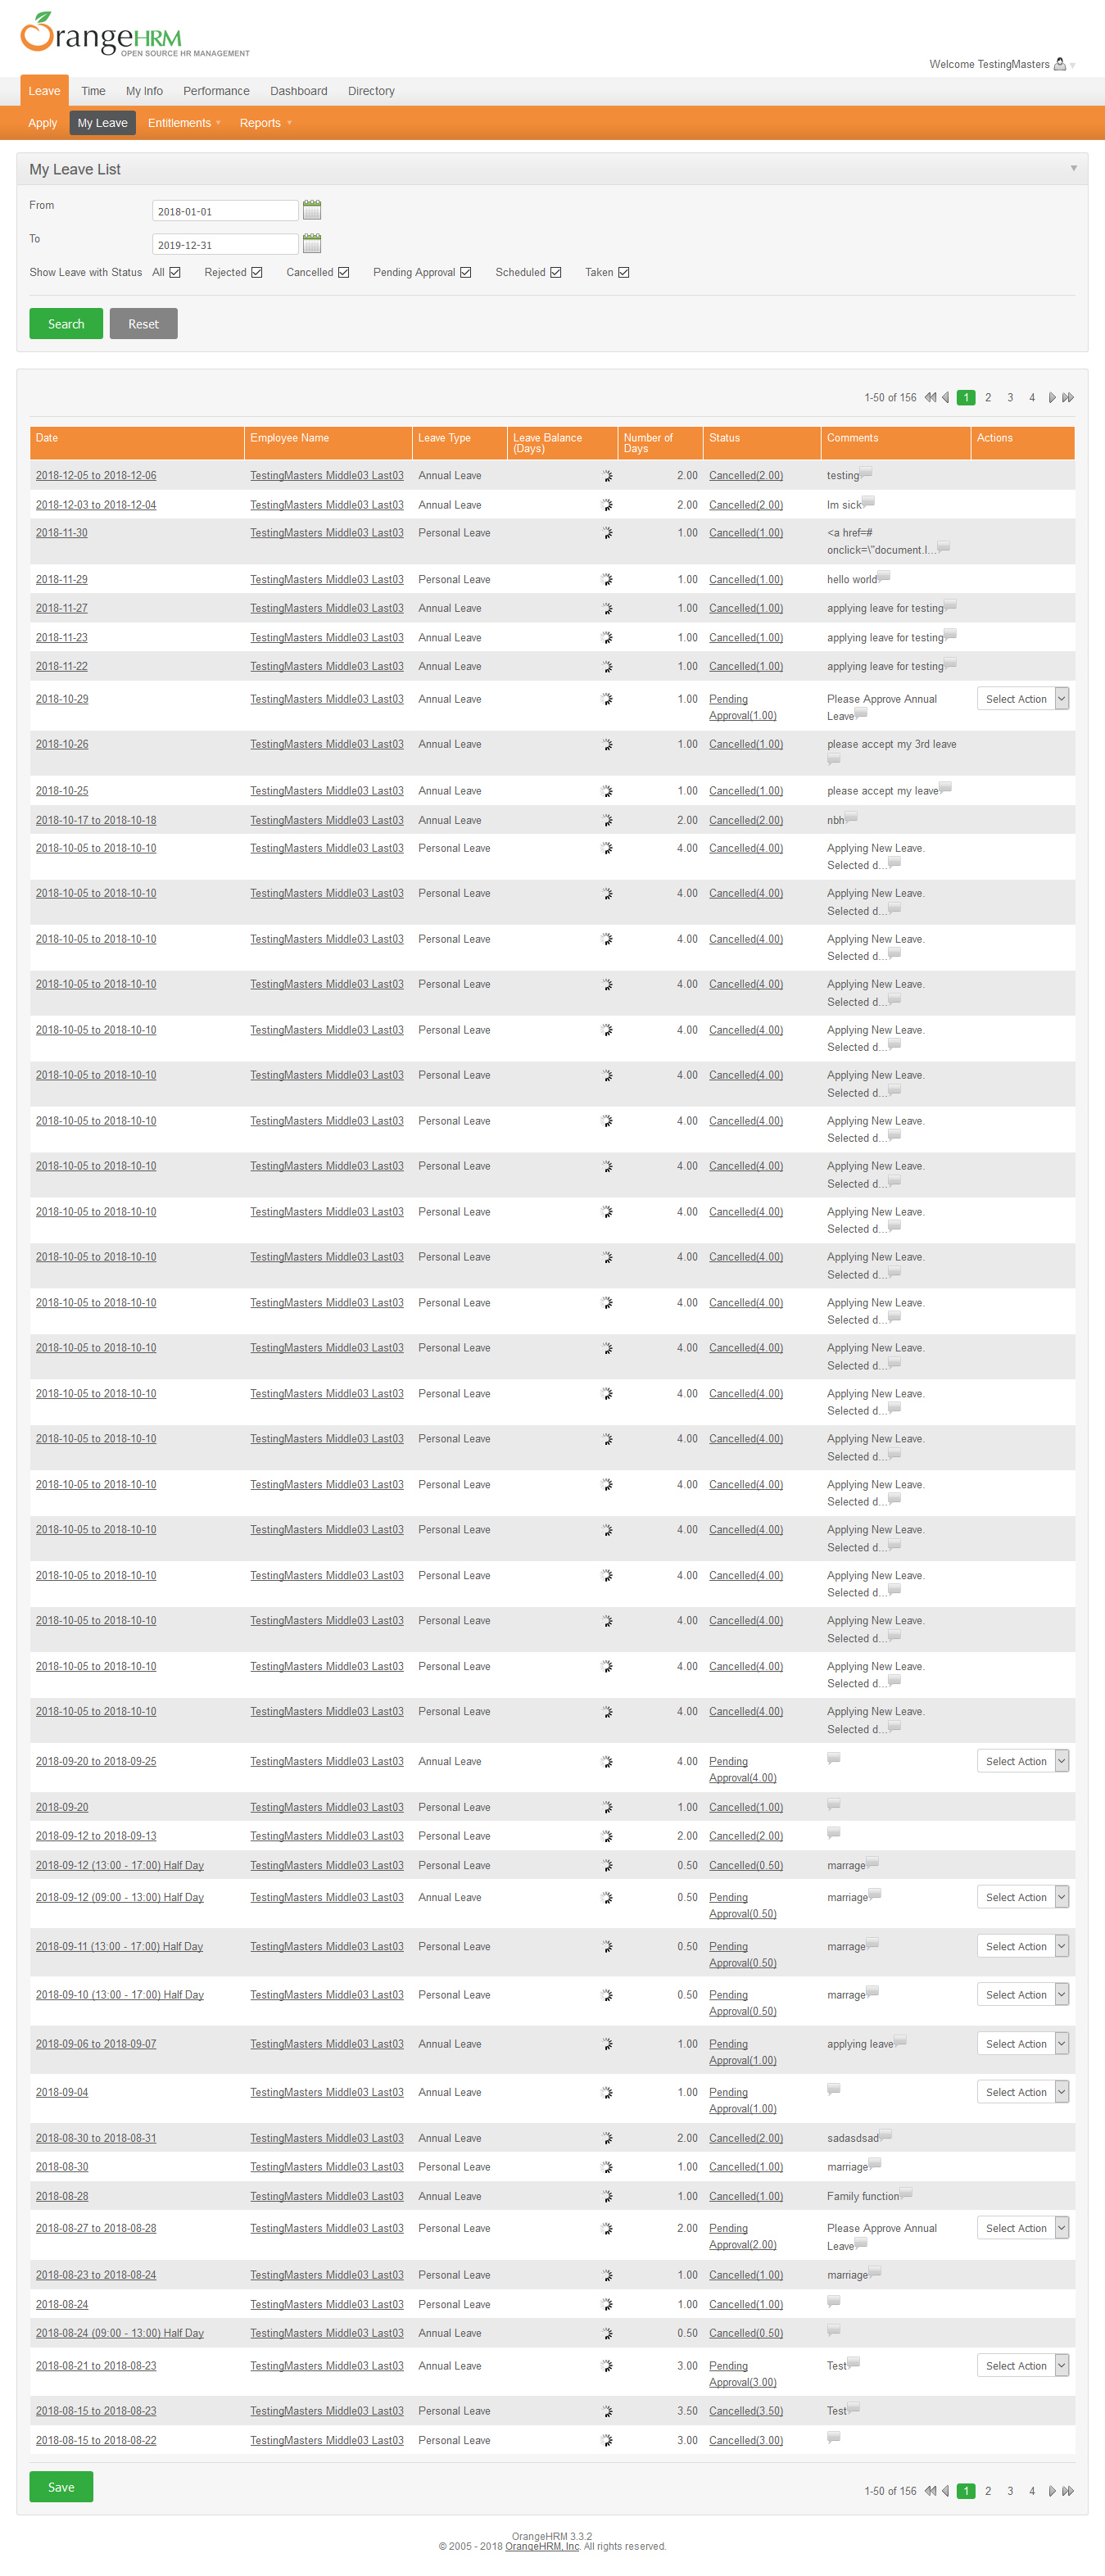 OrangeHRM
OPEN SOURCE HR MANAGEMENT
Welcome TestingMasters
Leave Time My Info Performance Dashboard Directory
Apply My Leave Entitlements Reports
My Leave List
From 2018-01-01
To 2019-12-31
Show Leave with Status All Rejected Cancelled Pending Approval Scheduled Taken
Search Reset
1-50 of 156 1 2 3 4
Date Employee Name Leave Type Leave Balance Number of Status Comments Actions
(Days) Days
2018-12-05 to 2018-12-06 TestingMasters Middle03 Last03 Annual Leave 2.00 Cancelled(2.00) testing
2018-12-03 to 2018-12-04 TestingMasters Middle03 Last03 Annual Leave 2.00 Cancelled(2.00) Im sick
2018-11-30 TestingMasters Middle03 Last03 Personal Leave 1.00 Cancelled(1.00) <a href=#
onclick=\"document.l...
2018-11-29 TestingMasters Middle03 Last03 Personal Leave 1.00 Cancelled(1.00) hello world
2018-11-27 TestingMasters Middle03 Last03 Annual Leave 1.00 Cancelled(1.00) applying leave for testing
2018-11-23 TestingMasters Middle03 Last03 Annual Leave 1.00 Cancelled(1.00) applying leave for testing
2018-11-22 TestingMasters Middle03 Last03 Annual Leave 1.00 Cancelled(1.00) applying leave for testing
2018-10-29 TestingMasters Middle03 Last03 Annual Leave 1.00 Pending Please Approve Annual Select Action
Approval(1.00) Leave
2018-10-26 TestingMasters Middle03 Last03 Annual Leave 1.00 Cancelled(1.00) please accept my 3rd leave
2018-10-25 TestingMasters Middle03 Last03 Annual Leave 1.00 Cancelled(1.00) please accept my leave
2018-10-17 to 2018-10-18 TestingMasters Middle03 Last03 Annual Leave 2.00 Cancelled(2.00) nbh
2018-10-05 to 2018-10-10 TestingMasters Middle03 Last03 Personal Leave 4.00 Cancelled(4.00) Applying New Leave.
Selected d...
2018-10-05 to 2018-10-10 TestingMasters Middle03 Last03 Personal Leave 4.00 Cancelled(4.00) Applying New Leave.
Selected d...
2018-10-05 to 2018-10-10 TestingMasters Middle03 Last03 Personal Leave 4.00 Cancelled(4.00) Applying New Leave.
Selected d...
2018-10-05 to 2018-10-10 TestingMasters Middle03 Last03 Personal Leave 4.00 Cancelled(4.00) Applying New Leave.
Selected d...
2018-10-05 to 2018-10-10 TestingMasters Middle03 Last03 Personal Leave 4.00 Cancelled(4.00) Applying New Leave.
Selected d...
2018-10-05 to 2018-10-10 TestingMasters Middle03 Last03 Personal Leave 4.00 Cancelled(4.00) Applying New Leave.
Selected d...
2018-10-05 to 2018-10-10 TestingMasters Middle03 Last03 Personal Leave 4.00 Cancelled(4.00) Applying New Leave.
Selected d...
2018-10-05 to 2018-10-10 TestingMasters Middle03 Last03 Personal Leave 4.00 Cancelled(4.00) Applying New Leave.
Selected d...
2018-10-05 to 2018-10-10 TestingMasters Middle03 Last03 Personal Leave 4.00 Cancelled(4.00) Applying New Leave.
Selected d...
2018-10-05 to 2018-10-10 TestingMasters Middle03 Last03 Personal Leave 4.00 Cancelled(4.00) Applying New Leave.
Selected d...
2018-10-05 to 2018-10-10 TestingMasters Middle03 Last03 Personal Leave 4.00 Cancelled(4.00) Applying New Leave.
Selected d...
2018-10-05 to 2018-10-10 TestingMasters Middle03 Last03 Personal Leave 4.00 Cancelled(4.00) Applying New Leave.
Selected d...
2018-10-05 to 2018-10-10 TestingMasters Middle03 Last03 Personal Leave 4.00 Cancelled(4.00) Applying New Leave.
Selected d...
2018-10-05 to 2018-10-10 TestingMasters Middle03 Last03 Personal Leave 4.00 Cancelled(4.00) Applying New Leave.
Selected d...
2018-10-05 to 2018-10-10 TestingMasters Middle03 Last03 Personal Leave 4.00 Cancelled(4.00) Applying New Leave.
Selected d...
2018-10-05 to 2018-10-10 TestingMasters Middle03 Last03 Personal Leave 4.00 Cancelled(4.00) Applying New Leave.
Selected d...
2018-10-05 to 2018-10-10 TestingMasters Middle03 Last03 Personal Leave 4.00 Cancelled(4.00) Applying New Leave.
Selected d...
2018-10-05 to 2018-10-10 TestingMasters Middle03 Last03 Personal Leave 4.00 Cancelled(4.00) Applying New Leave.
Selected d...
2018-10-05 to 2018-10-10 TestingMasters Middle03 Last03 Personal Leave 4.00 Cancelled(4.00) Applying New Leave.
Selected d...
2018-10-05 to 2018-10-10 TestingMasters Middle03 Last03 Personal Leave 4.00 Cancelled(4.00) Applying New Leave.
Selected d...
2018-09-20 to 2018-09-25 TestingMasters Middle03 Last03 Annual Leave 4.00 Pending Select Action
Approval(4.00)
2018-09-20 TestingMasters Middle03 Last03 Personal Leave 1.00 Cancelled(1.00)
2018-09-12 to 2018-09-13 TestingMasters Middle03 Last03 Personal Leave 2.00 Cancelled(2.00)
2018-09-12 (13:00 - 17:00) Half Day TestingMasters Middle03 Last03 Personal Leave 0.50 Cancelled(0.50) marrage
2018-09-12 (09:00 - 13:00) Half Day TestingMasters Middle03 Last03 Annual Leave 0.50 Pending marriage Select Action
Approval(0.50)
2018-09-11 (13:00 - 17:00) Half Day TestingMasters Middle03 Last03 Personal Leave 0.50 Pending marrage Select Action
Approval(0.50)
2018-09-10 (13:00 - 17:00) Half Day TestingMasters Middle03 Last03 Personal Leave 0.50 Pending marrage Select Action
Approval(0.50)
2018-09-06 to 2018-09-07 TestingMasters Middle03 Last03 Annual Leave 1.00 Pending applying leave Select Action
Approval(1.00)
2018-09-04 TestingMasters Middle03 Last03 Annual Leave 1.00 Pending Select Action
Approval(1.00)
2018-08-30 to 2018-08-31 TestingMasters Middle03 Last03 Annual Leave 2.00 Cancelled(2.00) sadasdsad
2018-08-30 TestingMasters Middle03 Last03 Personal Leave 1.00 Cancelled(1.00) marriage
2018-08-28 TestingMasters Middle03 Last03 Annual Leave 1.00 Cancelled(1.00) Family function
2018-08-27 to 2018-08-28 TestingMasters Middle03 Last03 Personal Leave 2.00 Pending Please Approve Annual Select Action
Approval(2.00) Leave
2018-08-23 to 2018-08-24 TestingMasters Middle03 Last03 Personal Leave 1.00 Cancelled(1.00) marriage
2018-08-24 TestingMasters Middle03 Last03 Personal Leave 1.00 Cancelled(1.00)
2018-08-24 (09:00 - 13:00) Half Day TestingMasters Middle03 Last03 Annual Leave 0.50 Cancelled(0.50)
2018-08-21 to 2018-08-23 TestingMasters Middle03 Last03 Annual Leave 3.00 Pending Test Select Action
Approval(3.00)
2018-08-15 to 2018-08-23 TestingMasters Middle03 Last03 Personal Leave 3.50 Cancelled(3.50) Test
2018-08-15 to 2018-08-22 TestingMasters Middle03 Last03 Personal Leave 3.00 Cancelled(3.00)
Save 1-50 of 156 1 2 3 4
OrangeHRM 3.3.2
© 2005 - 2018 OrangeHRM, Inc. All rights reserved.